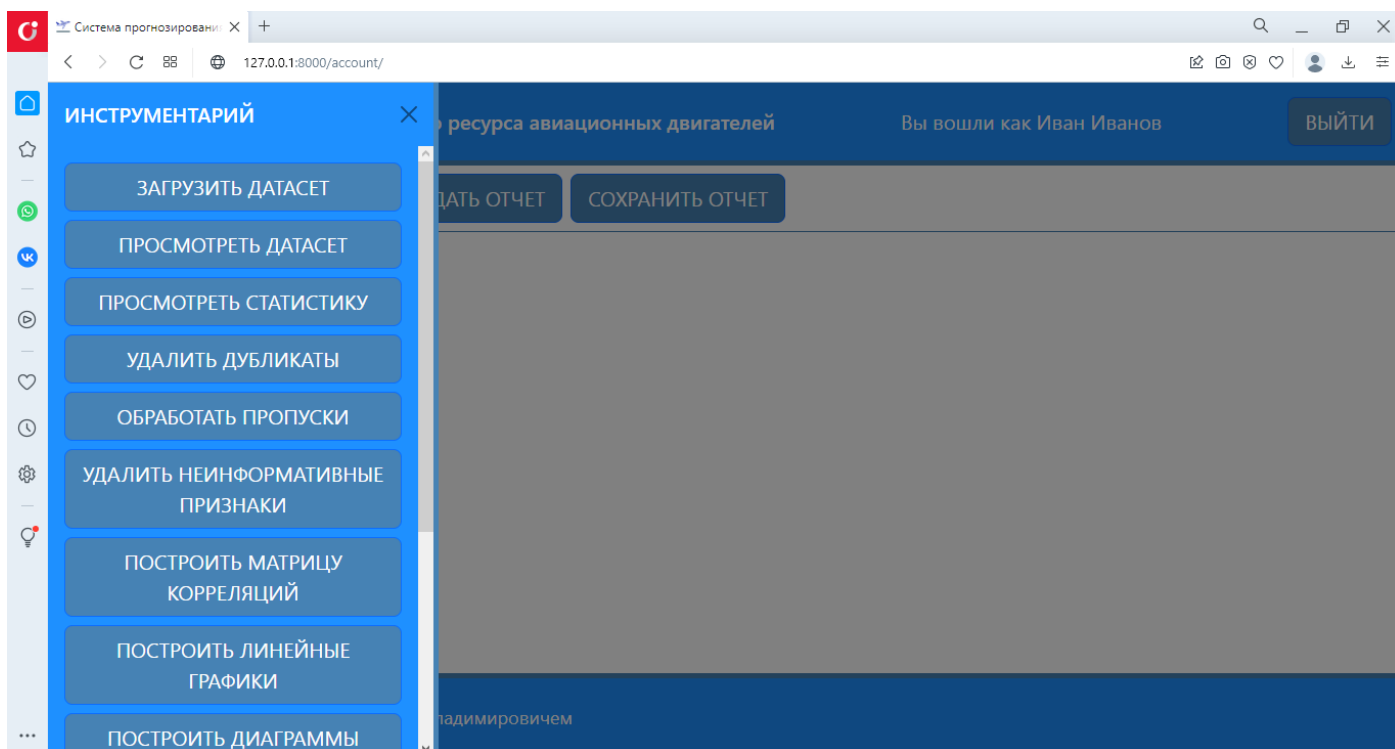 Система прогнозировани
127.0.0.1:8000/account/
ИНСТРУМЕНТАРИЙ
ресурса авиационных двигателей
Вы вошли как Иван Иванов
ВЫЙТИ
ЗАГРУЗИТЬ ДАТАСЕТ
ДАТЬ ОТЧЕТ
СОХРАНИТЬ ОТЧЕТ
ПРОСМОТРЕТЬ ДАТАСЕТ
ПРОСМОТРЕТЬ СТАТИСТИКУ
УДАЛИТЬ ДУБЛИКАТЫ
ОБРАБОТАТЬ ПРОПУСКИ
УДАЛИТЬ НЕИНФОРМАТИВНЫЕ
ПРИЗНАКИ
ПОСТРОИТЬ МАТРИЦУ
КОРРЕЛЯЦИЙ
ПОСТРОИТЬ ЛИНЕЙНЫЕ
ГРАФИКИ
ПОСТРОИТЬ ДИАГРАММЫ
ладимировичем